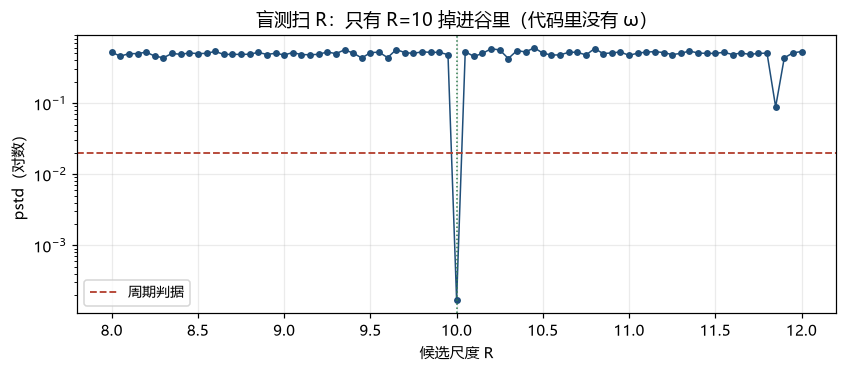 盲测扫 R：只有 R=10 掉进谷里（代码里没有 ω）
pstd（对数）
10⁻¹
10⁻²
10⁻³
周期判据
8.0 8.5 9.0 9.5 10.0 10.5 11.0 11.5 12.0
候选尺度 R